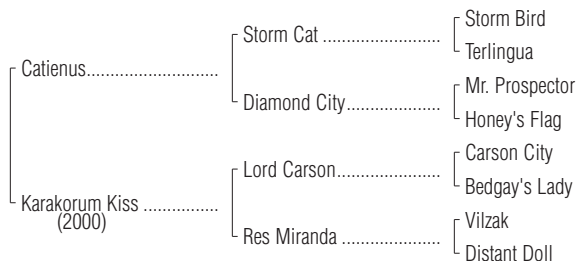 Storm Bird
Storm Cat ..........................
Terlingua
Catienus.............................
Mr. Prospector
Diamond City.....................
Honey's Flag
Carson City
Lord Carson.......................
Bedgay's Lady
Karakorum Kiss ................
(2000)
Vilzak
Res Miranda ......................
Distant Doll